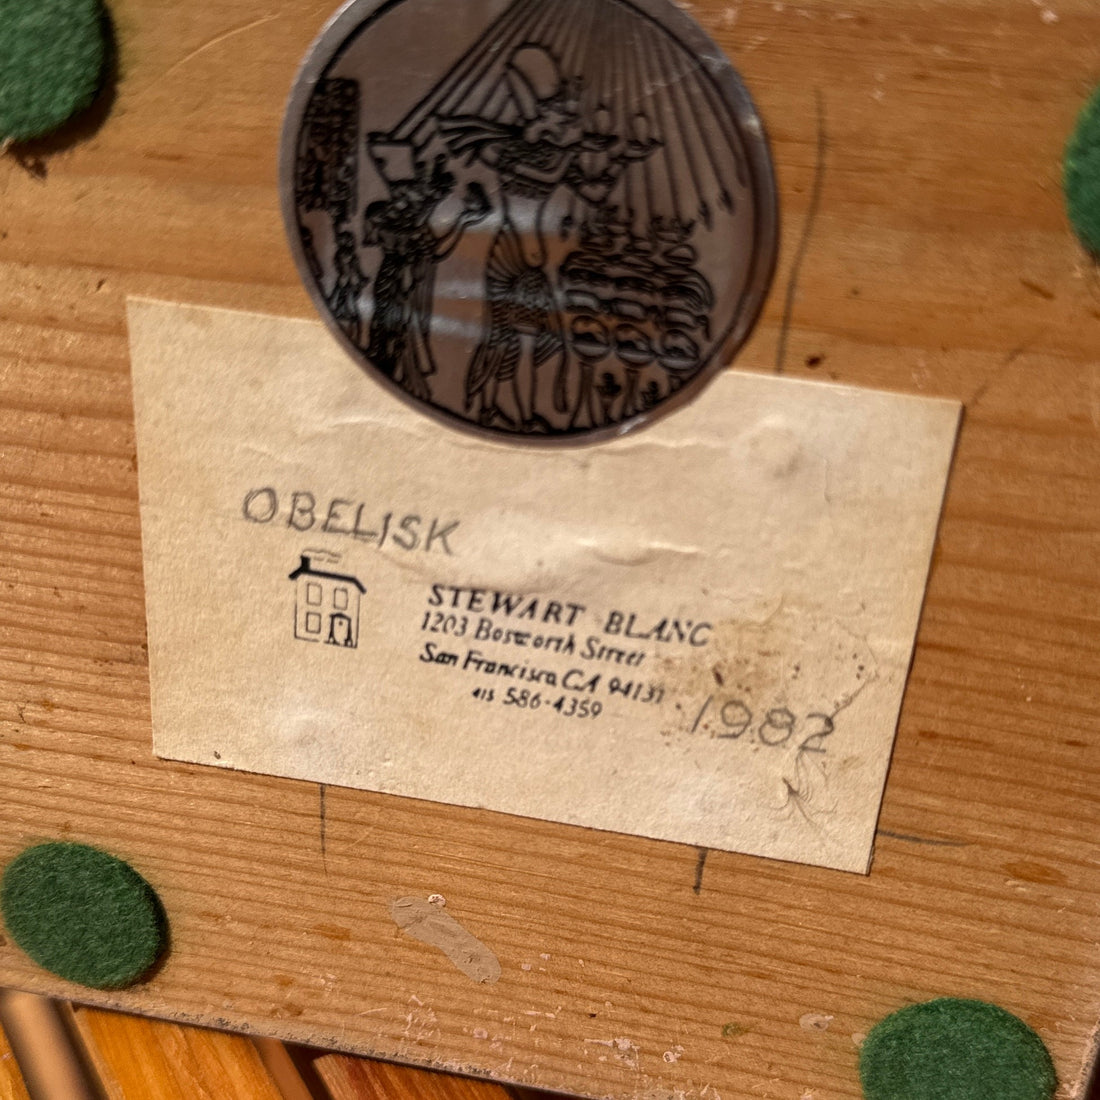 OBELISK
STEWART BLANC
1203 Bosworth Street
San Francisco CA 94131
415 586-4359
1982